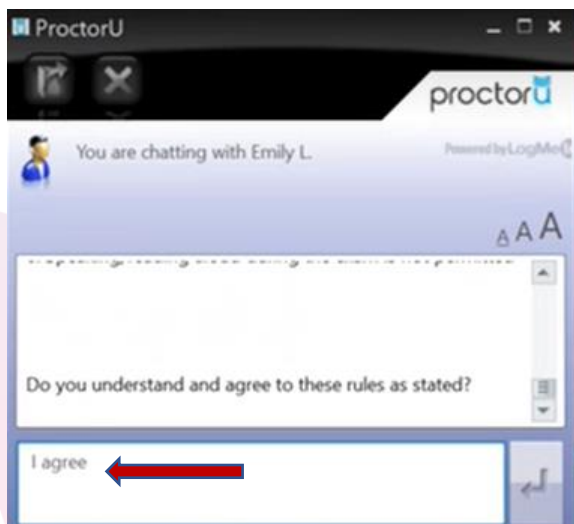 ProctorU
proctoru
You are chatting with Emily L.
Powered by LogMe
A A A
Do you understand and agree to these rules as stated?
I agree